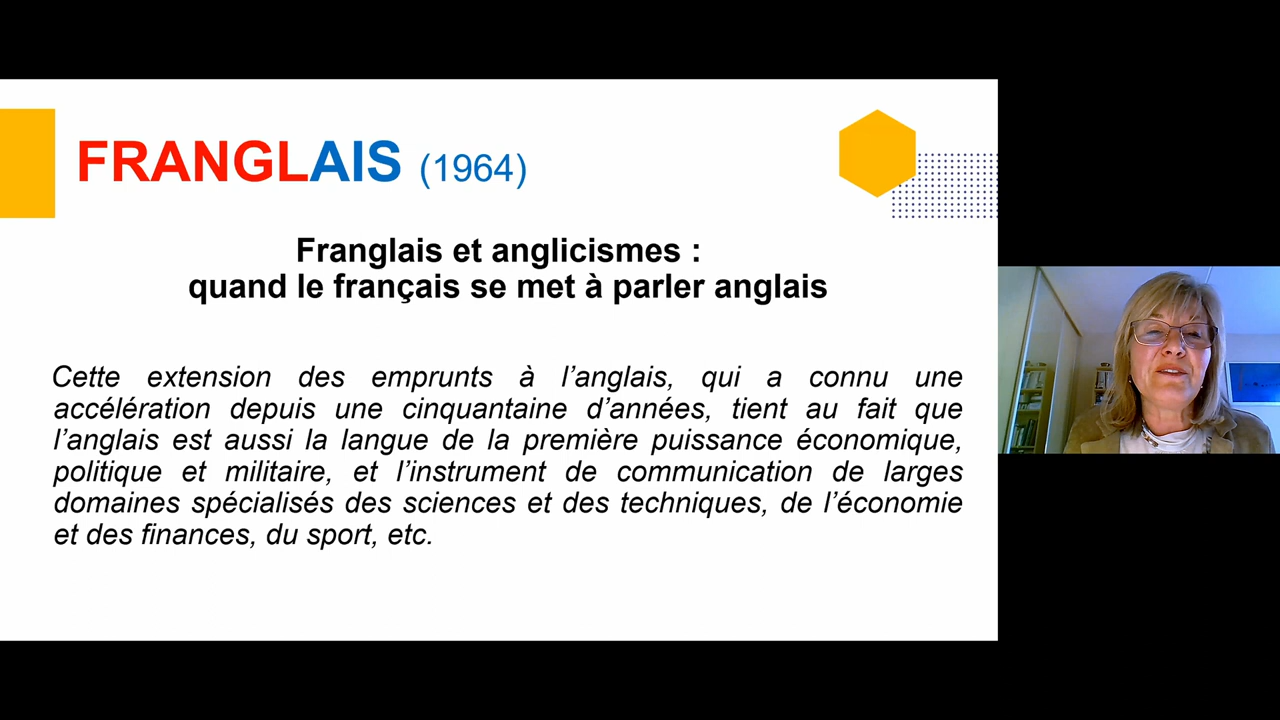 FRANGLAIS (1964)
Franglais et anglicismes :
quand le français se met à parler anglais
Cette extension des emprunts à l’anglais, qui a connu une
accélération depuis une cinquantaine d’années, tient au fait que
l’anglais est aussi la langue de la première puissance économique,
politique et militaire, et l’instrument de communication de larges
domaines spécialisés des sciences et des techniques, de l’économie
et des finances, du sport, etc.